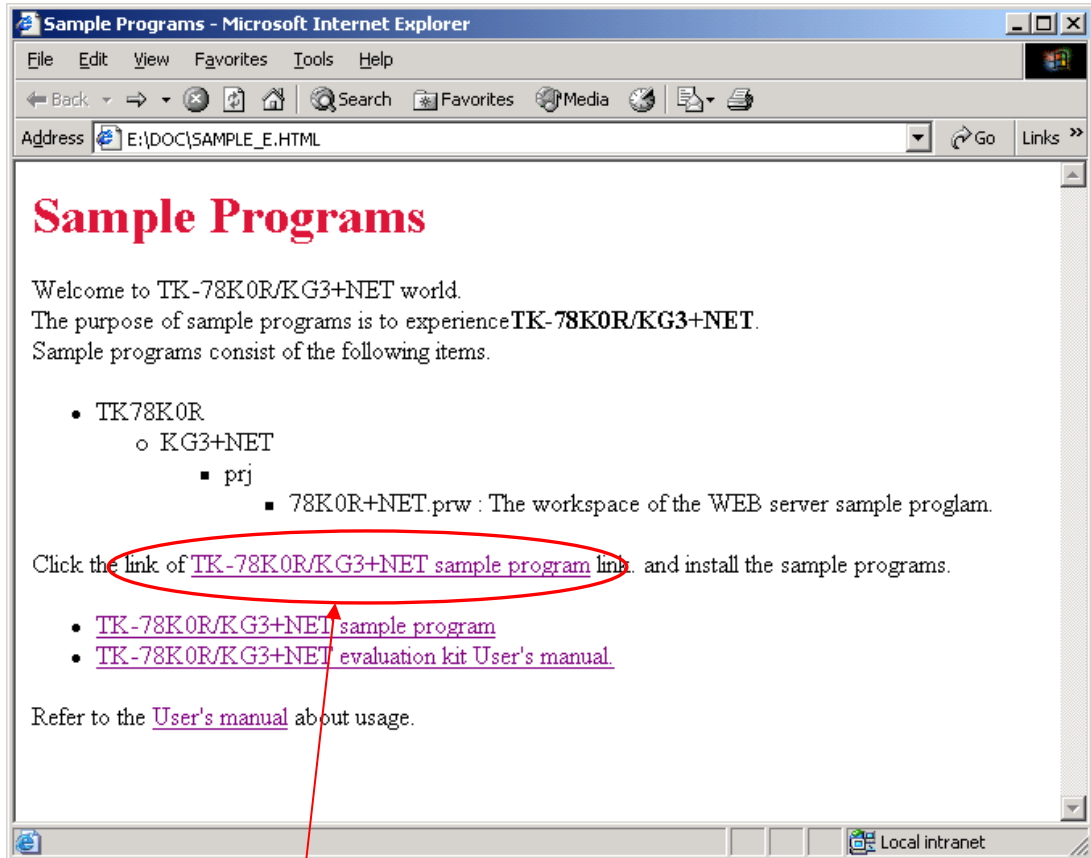 Sample Programs - Microsoft Internet Explorer
File Edit View Favorites Tools Help
Back Search Favorites Media
Address E:\DOC\SAMPLE_E.HTML Go Links »
Sample Programs
Welcome to TK-78K0R/KG3+NET world.
The purpose of sample programs is to experienceTK-78K0R/KG3+NET.
Sample programs consist of the following items.
TK78K0R
KG3+NET
prj
78K0R+NET.prw : The workspace of the WEB server sample proglam.
Click the link of TK-78K0R/KG3+NET sample program link. and install the sample programs.
TK-78K0R/KG3+NET sample program
TK-78K0R/KG3+NET evaluation kit User's manual.
Refer to the User's manual about usage.
Local intranet